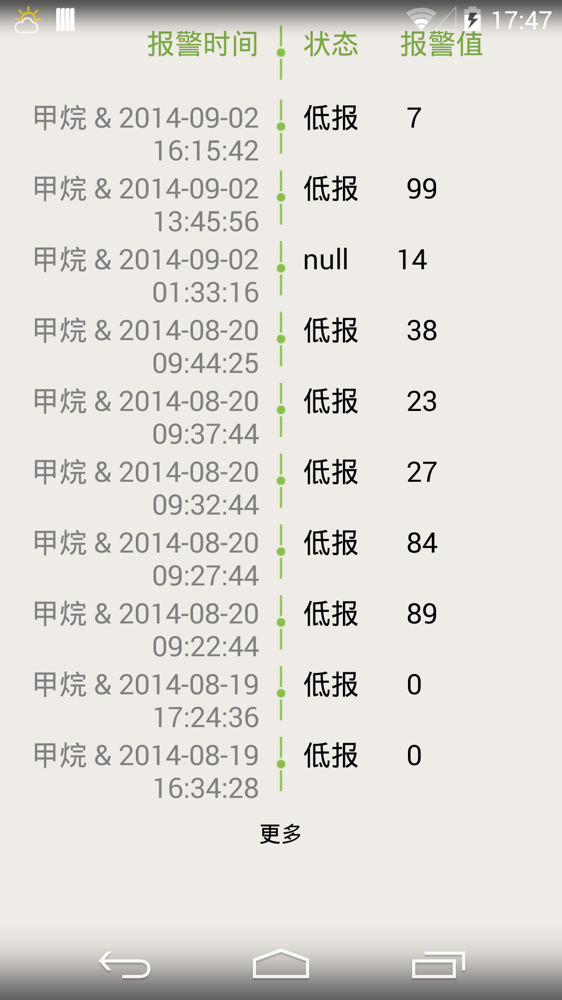 17:47
报警时间 状态 报警值
甲烷 & 2014-09-02 低报 7
16:15:42
甲烷 & 2014-09-02 低报 99
13:45:56
甲烷 & 2014-09-02 null 14
01:33:16
甲烷 & 2014-08-20 低报 38
09:44:25
甲烷 & 2014-08-20 低报 23
09:37:44
甲烷 & 2014-08-20 低报 27
09:32:44
甲烷 & 2014-08-20 低报 84
09:27:44
甲烷 & 2014-08-20 低报 89
09:22:44
甲烷 & 2014-08-19 低报 0
17:24:36
甲烷 & 2014-08-19 低报 0
16:34:28
更多